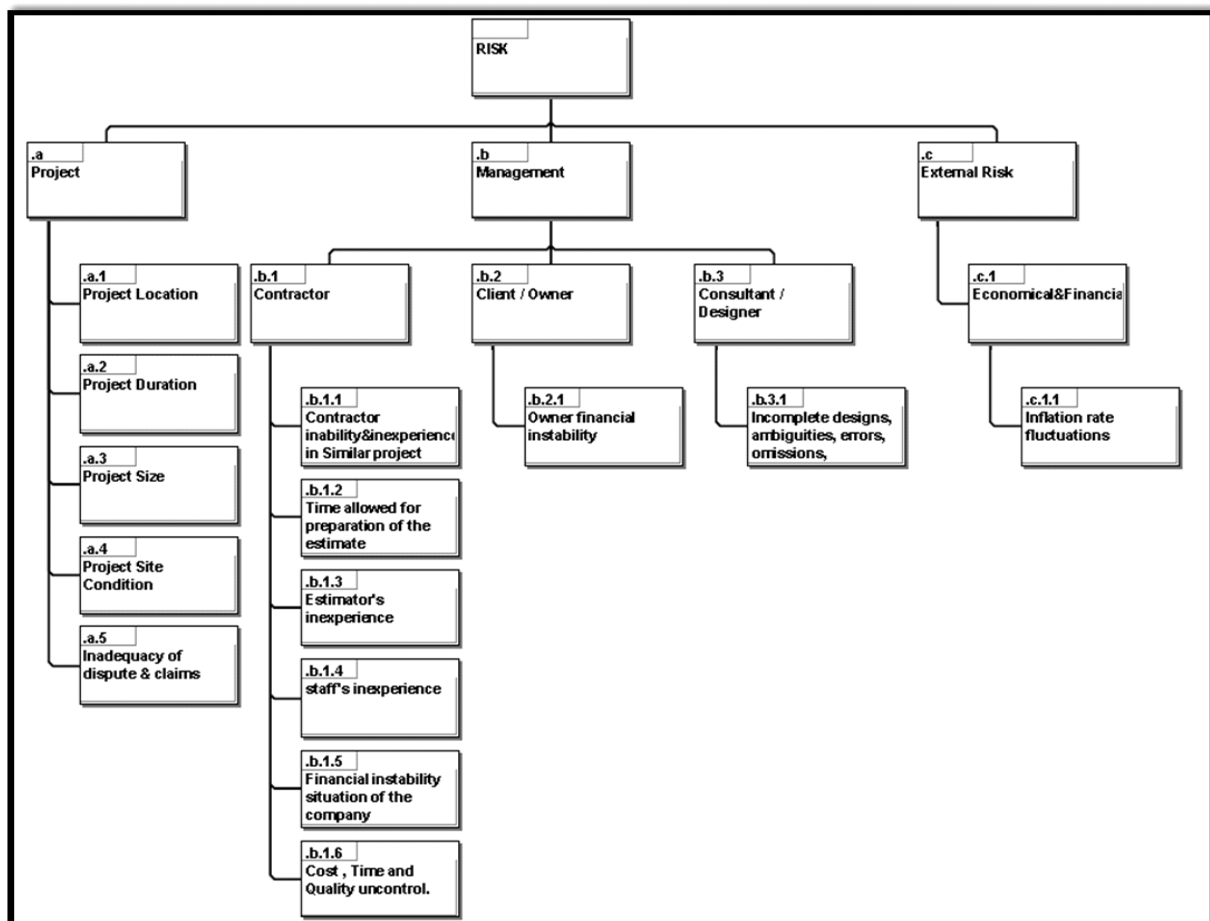 RISK
.a
Project
.b
Management
.c
External Risk
.a.1
Project Location
.a.2
Project Duration
.a.3
Project Size
.a.4
Project Site
Condition
.a.5
Inadequacy of
dispute & claims
.b.1
Contractor
.b.1.1
Contractor
inability&inexperience
in Similar project
.b.1.2
Time allowed for
preparation of the
estimate
.b.1.3
Estimator's
inexperience
.b.1.4
staff's inexperience
.b.1.5
Financial instability
situation of the
company
.b.1.6
Cost , Time and
Quality uncontrol.
.b.2
Client / Owner
.b.2.1
Owner financial
instability
.b.3
Consultant /
Designer
.b.3.1
Incomplete designs,
ambiguities, errors,
omissions,
.c.1
Economical&Financia
.c.1.1
Inflation rate
fluctuations